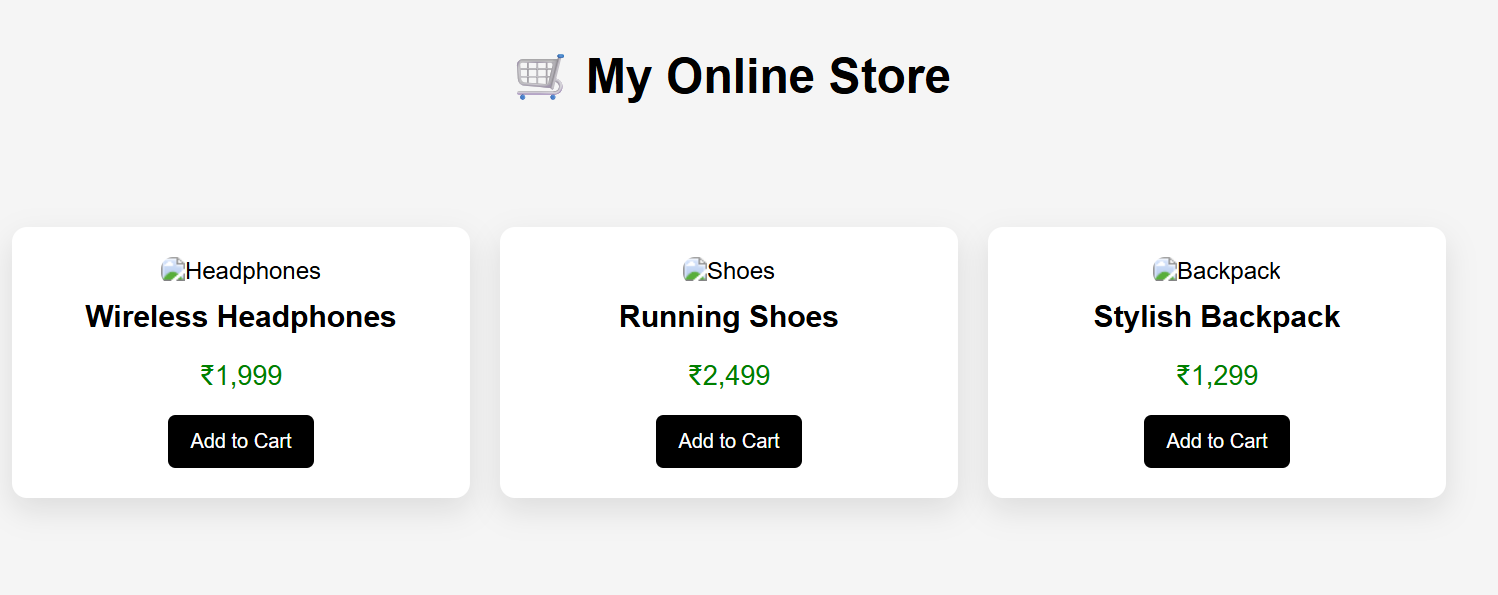 🛒 My Online Store
Headphones
Shoes
Backpack
Wireless Headphones
Running Shoes
Stylish Backpack
₹1,999
₹2,499
₹1,299
Add to Cart
Add to Cart
Add to Cart